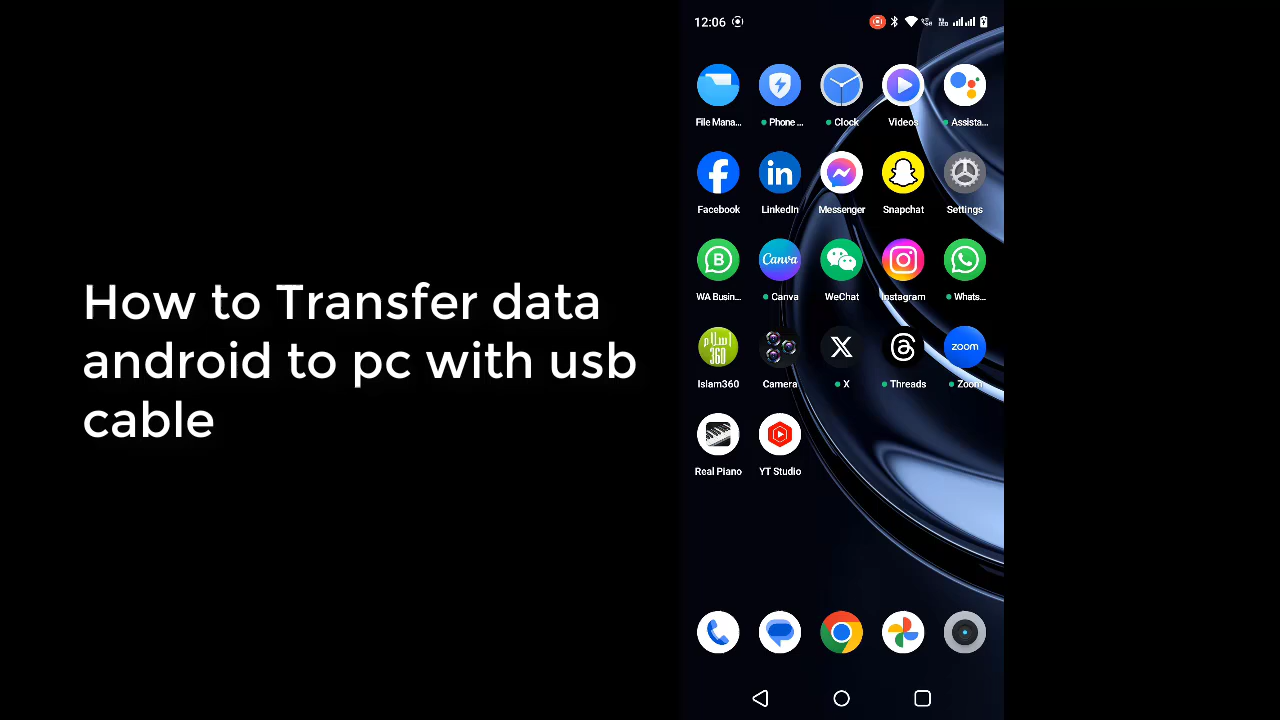 How to Transfer data
android to pc with usb
cable
12:06
File Mana...
Phone ...
Clock
Videos
Assista...
Facebook
LinkedIn
Messenger
Snapchat
Settings
WA Busin...
Canva
WeChat
Instagram
Whats...
Islam360
Camera
X
Threads
Zoom
Real Piano
YT Studio